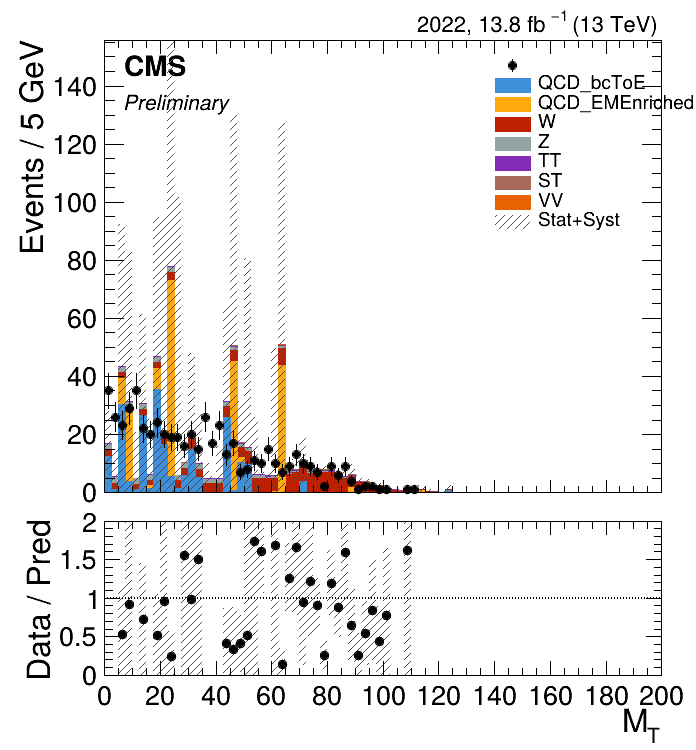 2022, 13.8 fb⁻¹ (13 TeV)
CMS
Preliminary
QCD_bcToE
QCD_EMEnriched
W
Z
TT
ST
VV
Stat+Syst
Events / 5 GeV
140
120
100
80
60
40
20
0
Data / Pred
2
1.5
1
0.5
0
0 20 40 60 80 100 120 140 160 180 200
M_T